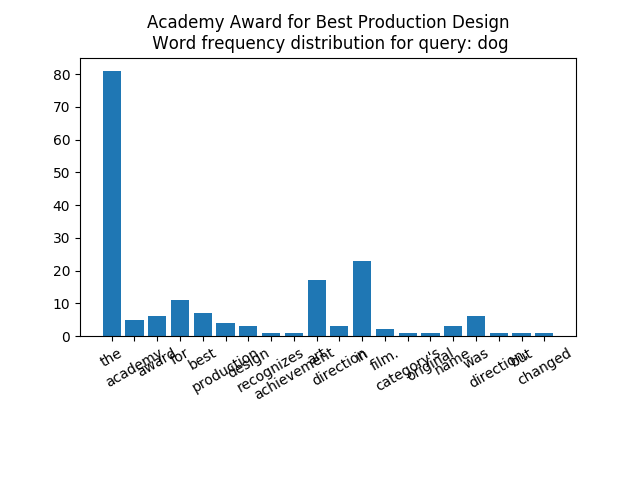 Academy Award for Best Production Design
Word frequency distribution for query: dog
80
70
60
50
40
30
20
10
0
the
academy
award
for
best
production
design
recognizes
achievement
art
direction
in
film.
category's
original
name
was
direction,
but
changed